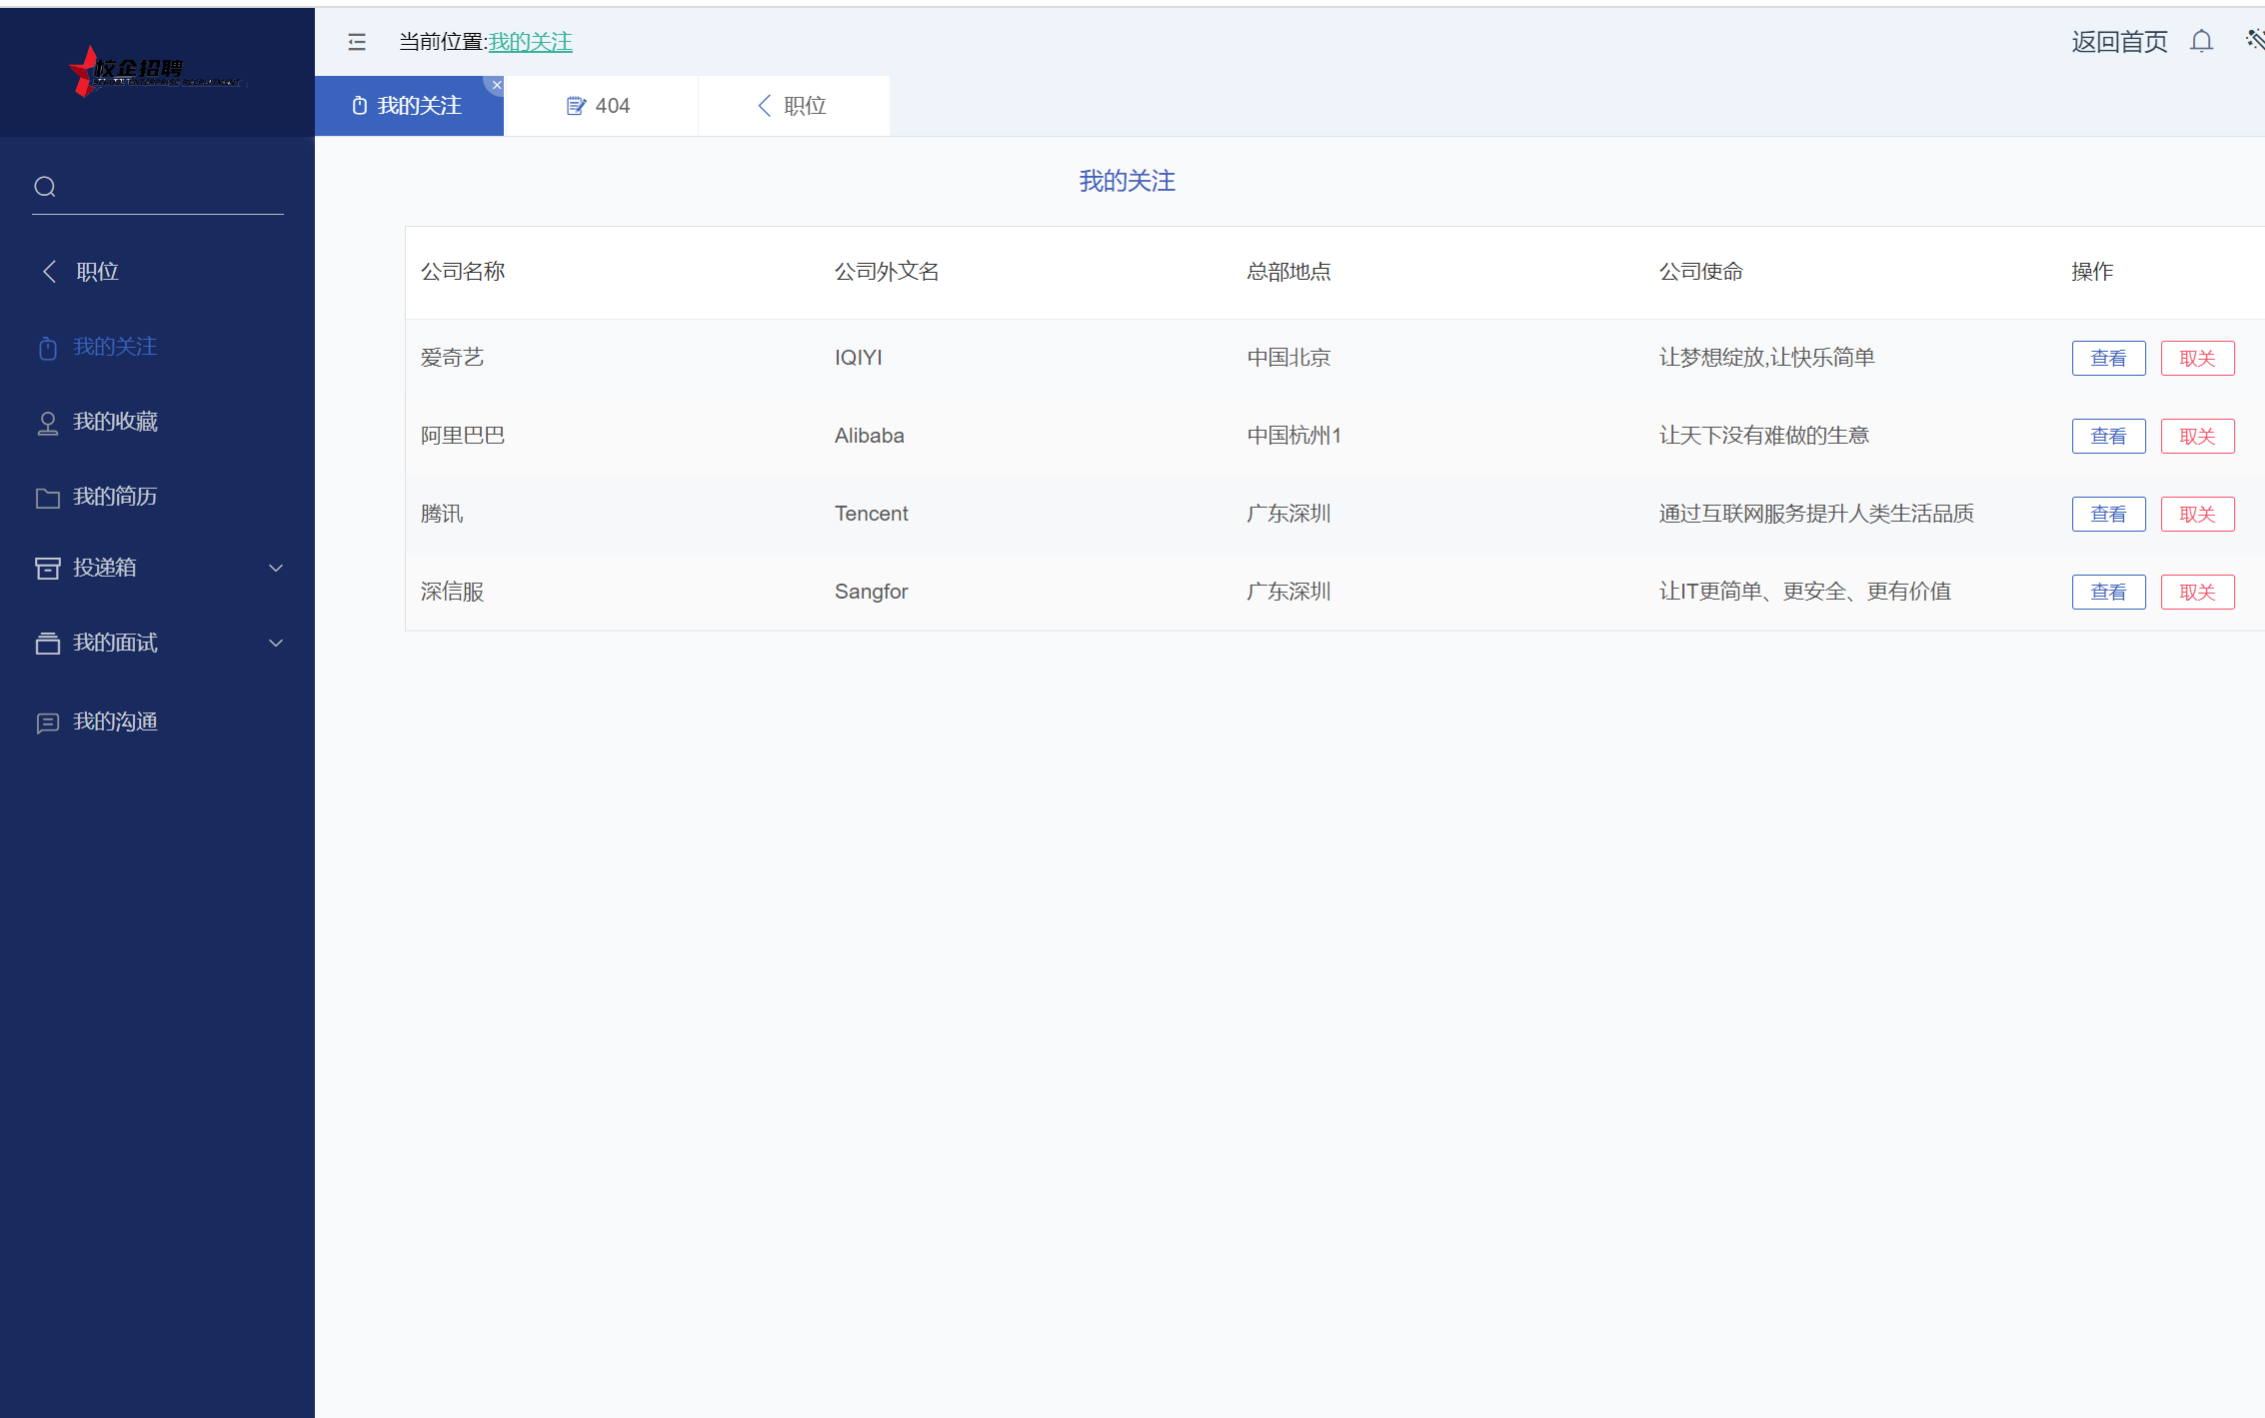 校企招聘
当前位置:我的关注
返回首页
我的关注
404
职位
职位
我的关注
我的收藏
我的简历
投递箱
我的面试
我的沟通
我的关注
公司名称 公司外文名 总部地点 公司使命 操作
爱奇艺 IQIYI 中国北京 让梦想绽放,让快乐简单 查看 取关
阿里巴巴 Alibaba 中国杭州1 让天下没有难做的生意 查看 取关
腾讯 Tencent 广东深圳 通过互联网服务提升人类生活品质 查看 取关
深信服 Sangfor 广东深圳 让IT更简单、更安全、更有价值 查看 取关